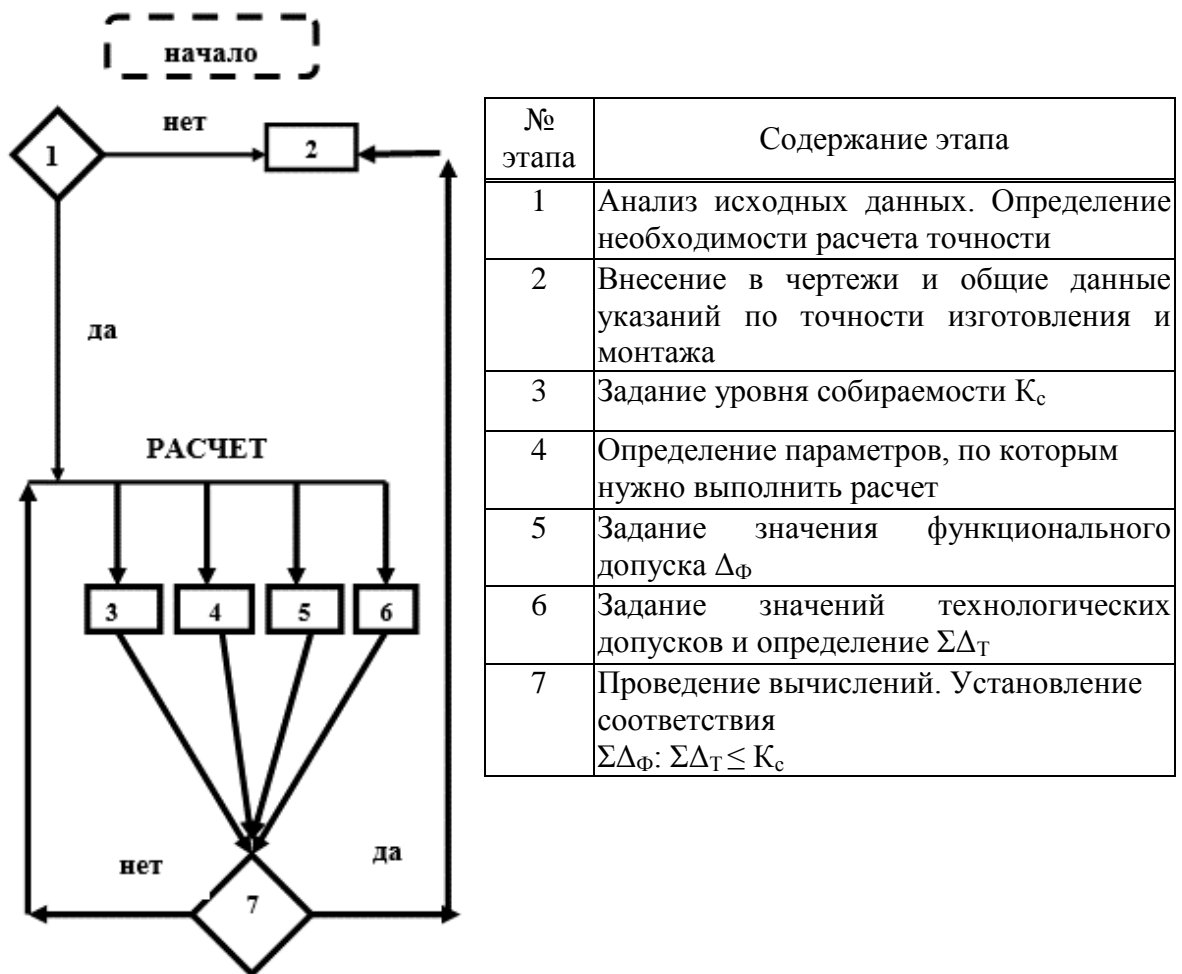 начало
нет
1
2
да
РАСЧЕТ
3 4 5 6
нет
да
7
№ этапа
Содержание этапа
1
Анализ исходных данных. Определение
необходимости расчета точности
2
Внесение в чертежи и общие данные
указаний по точности изготовления и
монтажа
3
Задание уровня собираемости Кс
4
Определение параметров, по которым
нужно выполнить расчет
5
Задание значения функционального
допуска ΔФ
6
Задание значений технологических
допусков и определение ΣΔТ
7
Проведение вычислений. Установление
соответствия
ΣΔФ: ΣΔТ ≤ Кс